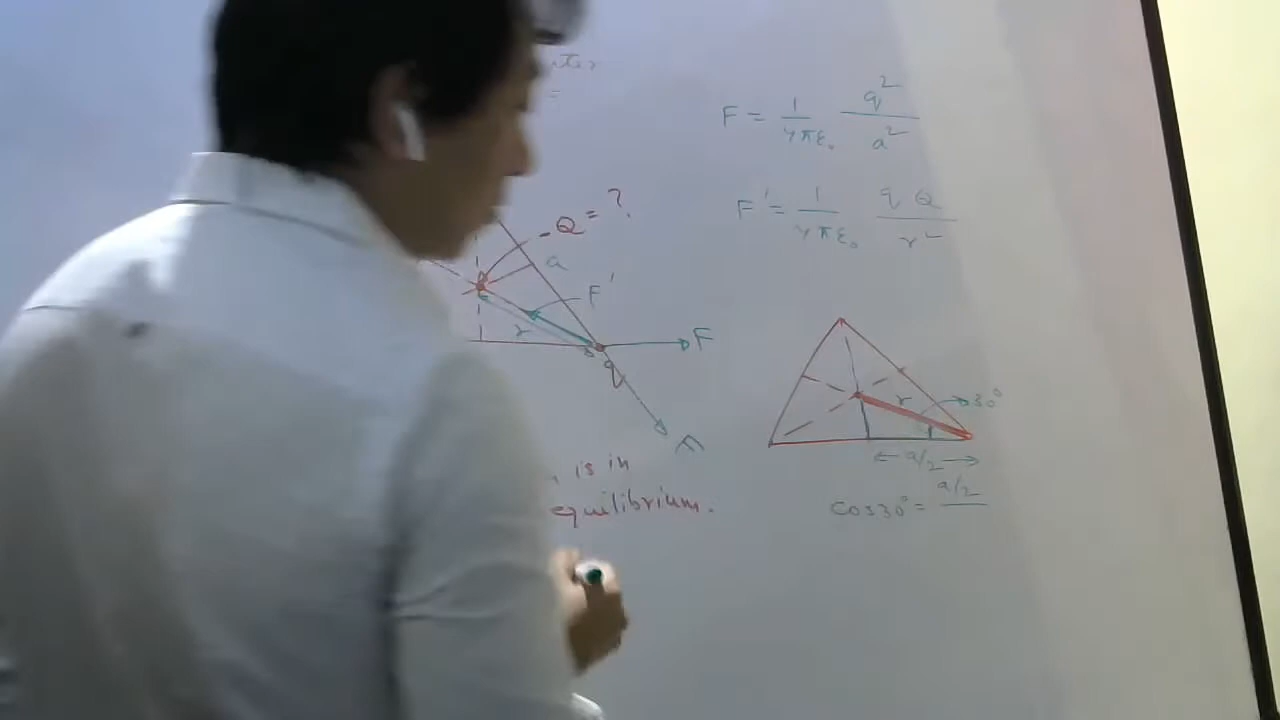 F = 1/4πε₀ q²/a²
F' = 1/4πε₀ qQ/r²
- Q = ?
a
F'
r
F
q
F
r
30°
a/2
is in
equilibrium.
cos30° = a/2